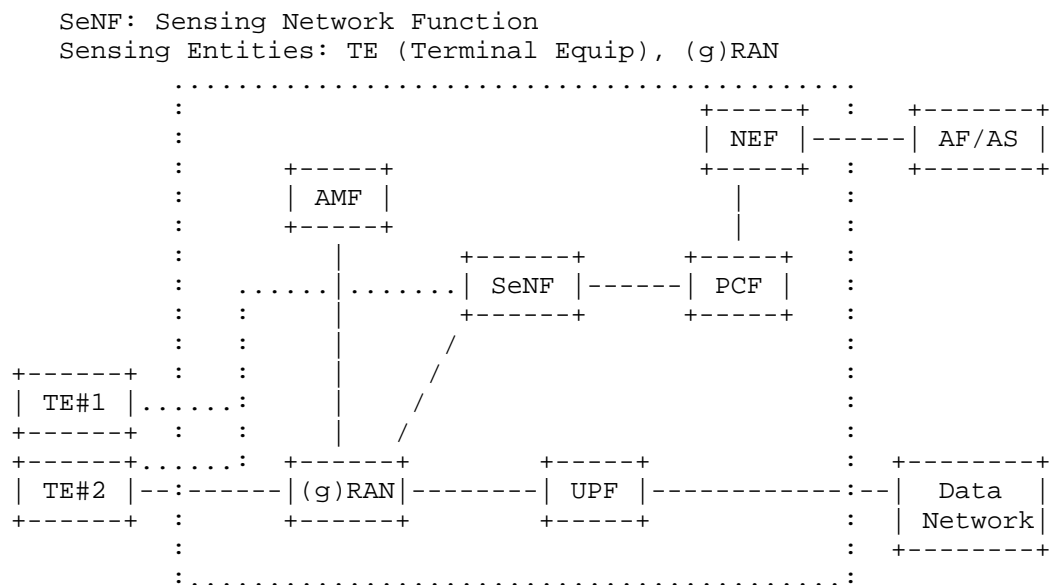 SeNF: Sensing Network Function
Sensing Entities: TE (Terminal Equip), (g)RAN
NEF
AF/AS
AMF
SeNF
PCF
TE#1
TE#2
(g)RAN
UPF
Data
Network